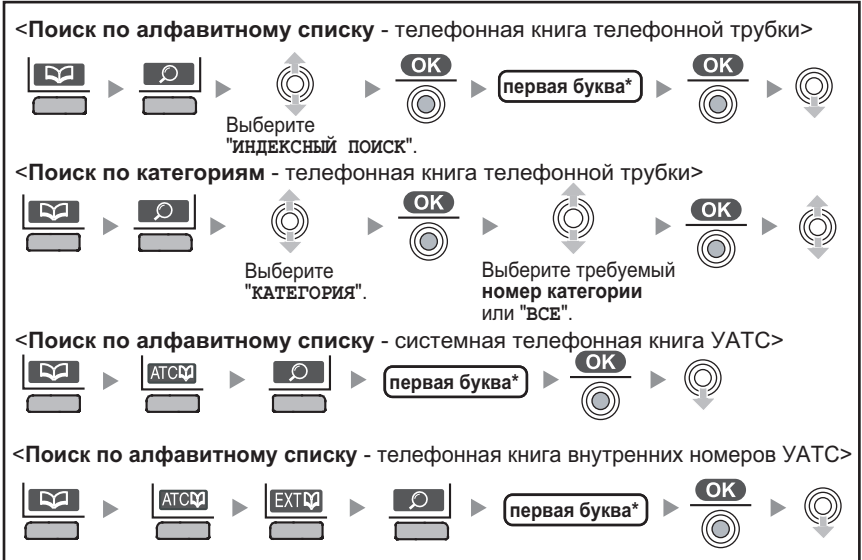 <Поиск по алфавитному списку - телефонная книга телефонной трубки>
OK первая буква* OK
Выберите
"ИНДЕКСНЫЙ ПОИСК".
<Поиск по категориям - телефонная книга телефонной трубки>
OK OK
Выберите Выберите требуемый
"КАТЕГОРИЯ". номер категории
или "ВСЕ".
<Поиск по алфавитному списку - системная телефонная книга УАТС>
АТС первая буква* OK
<Поиск по алфавитному списку - телефонная книга внутренних номеров УАТС>
АТС EXT первая буква* OK